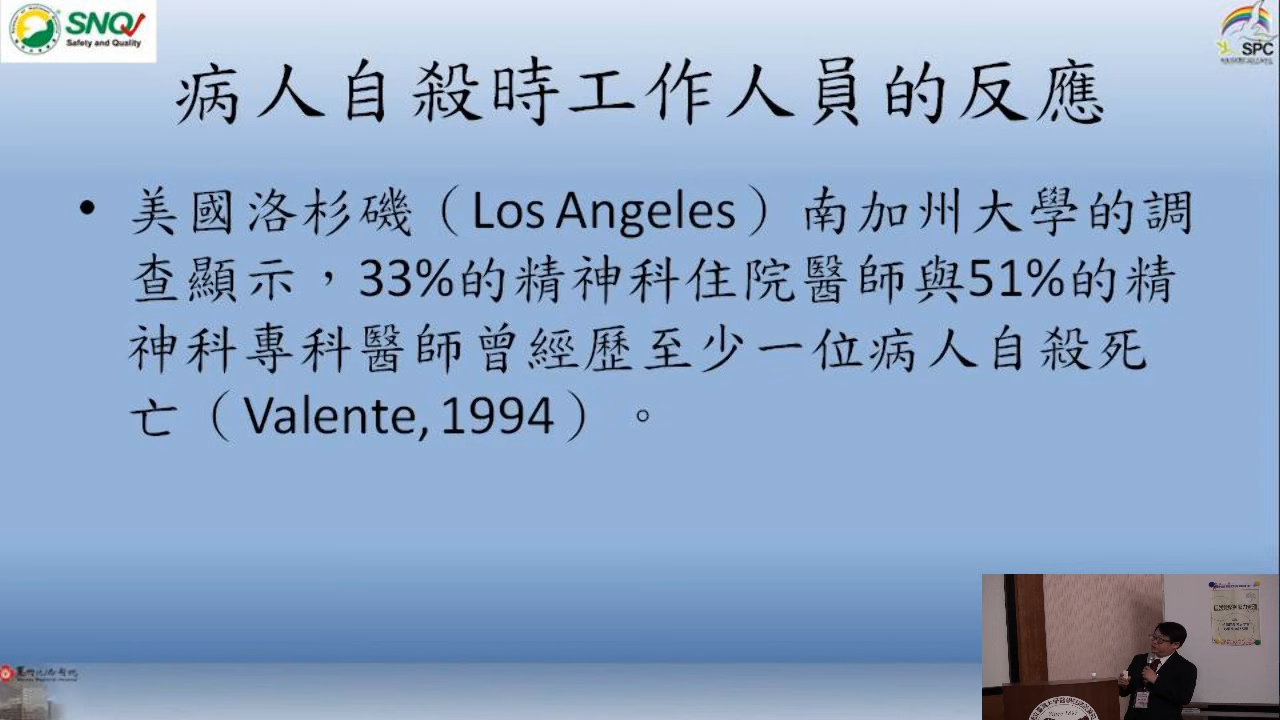 SNQ
Safety and Quality
SPC
病人自殺時工作人員的反應
• 美國洛杉磯（Los Angeles）南加州大學的調
查顯示，33%的精神科住院醫師與51%的精
神科專科醫師曾經歷至少一位病人自殺死
亡（Valente, 1994）。